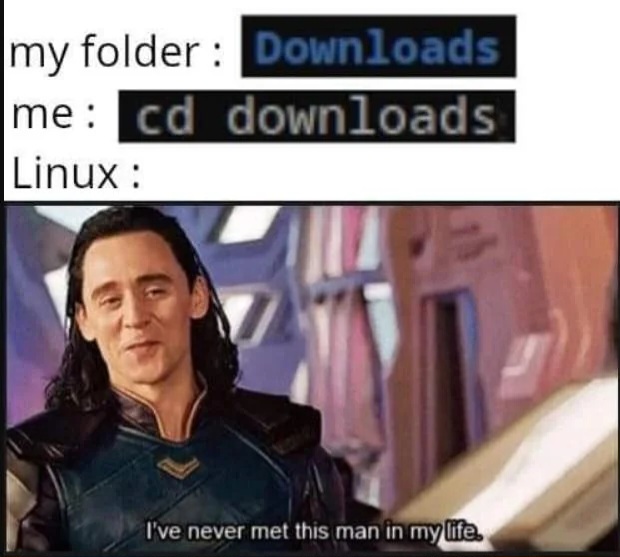 my folder : Downloads
me : cd downloads
Linux :
I've never met this man in my life.